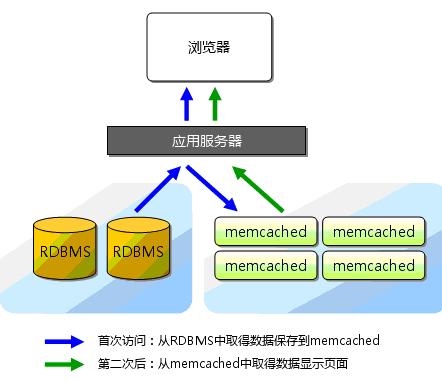 浏览器
应用服务器
RDBMS RDBMS
memcached memcached
memcached memcached
首次访问：从RDBMS中取得数据保存到memcached
第二次后：从memcached中取得数据显示页面